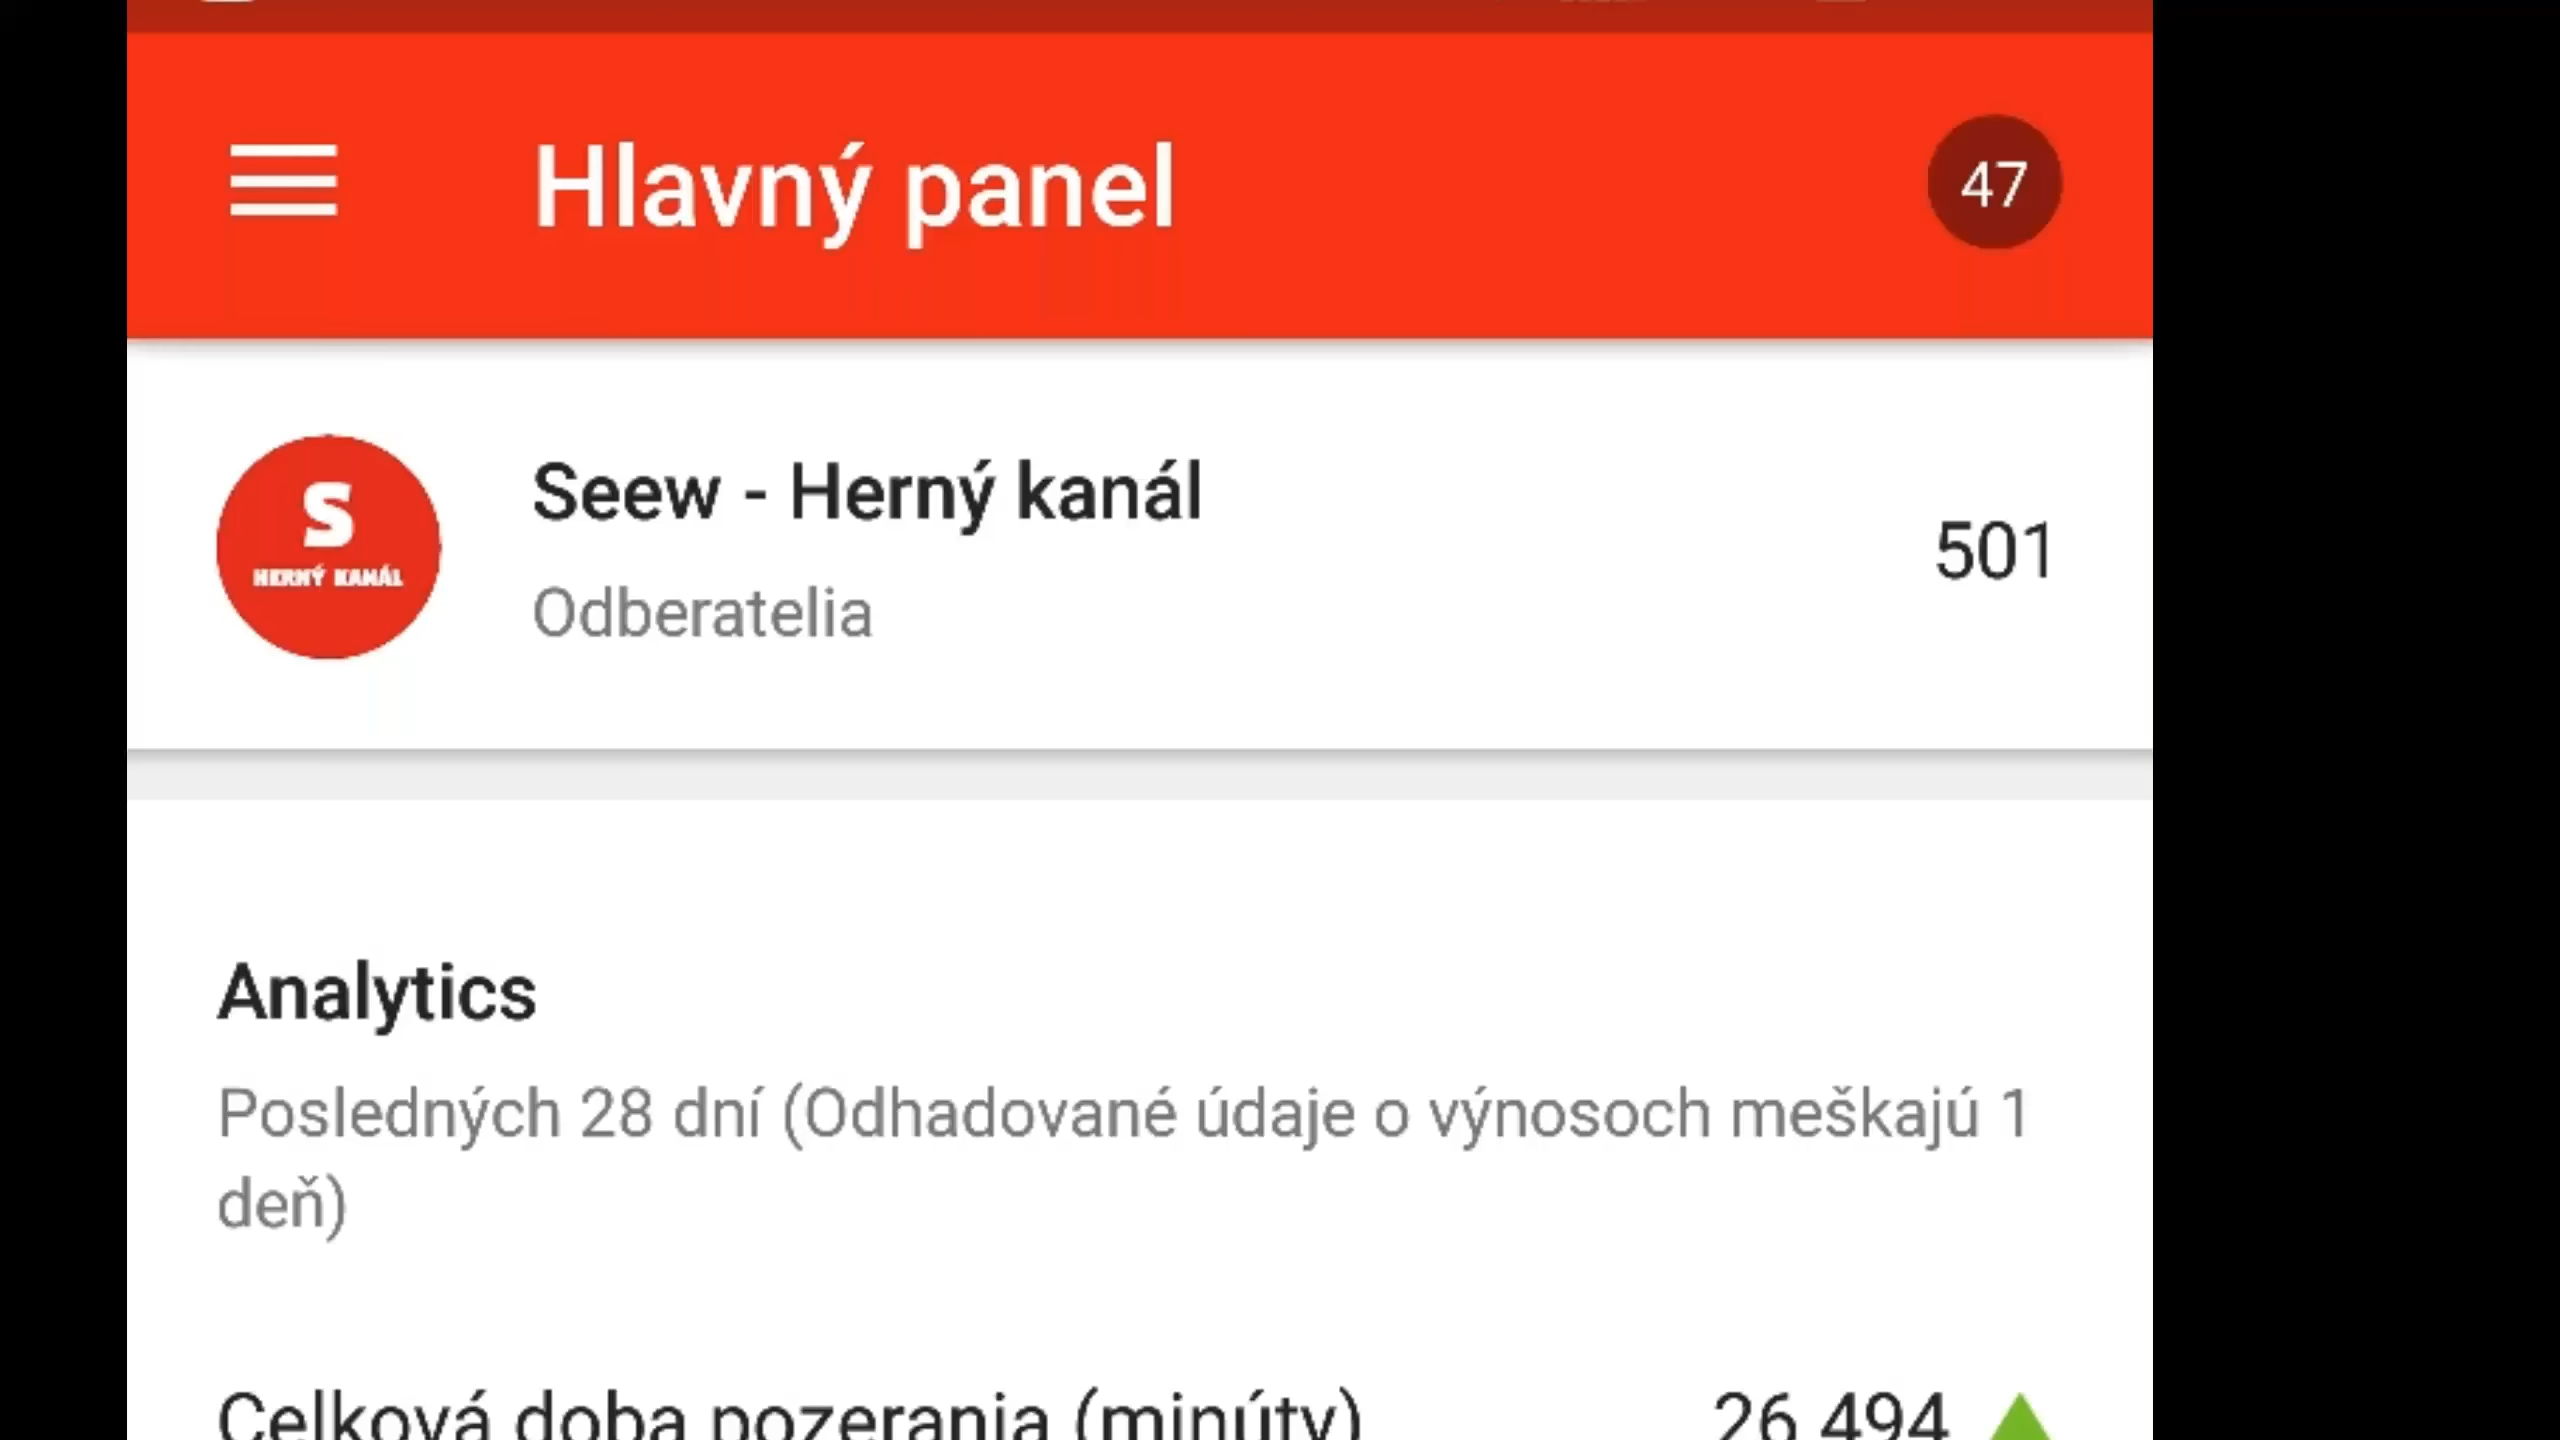 Hlavný panel
47
S
HERNÝ KANÁL
Seew - Herný kanál
Odberatelia
501
Analytics
Posledných 28 dní (Odhadované údaje o výnosoch meškajú 1
deň)
Celková doba pozerania (minúty)
26 494